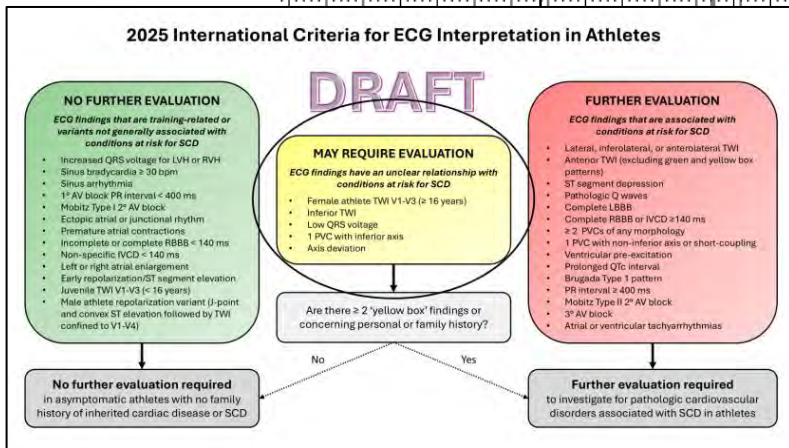 2025 International Criteria for ECG Interpretation in Athletes
DRAFT
NO FURTHER EVALUATION
ECG findings that are training-related or
variants not generally associated with
conditions at risk for SCD
• Increased QRS voltage for LVH or RVH
• Sinus bradycardia ≥ 30 bpm
• Sinus arrhythmia
• 1° AV block PR interval < 400 ms
• Mobitz Type I 2° AV block
• Ectopic atrial or junctional rhythm
• Premature atrial contractions
• Incomplete or complete RBBB < 140 ms
• Non-specific IVCD < 140 ms
• Left or right atrial enlargement
• Early repolarization/ST segment elevation
• Juvenile TWI V1-V3 (< 16 years)
• Male athlete repolarization variant (J-point
and convex ST elevation followed by TWI
confined to V1-V4)
No further evaluation required
in asymptomatic athletes with no family
history of inherited cardiac disease or SCD
MAY REQUIRE EVALUATION
ECG findings have an unclear relationship with
conditions at risk for SCD
• Female athlete TWI V1-V3 (≥ 16 years)
• Inferior TWI
• Low QRS voltage
• 1 PVC with inferior axis
• Axis deviation
Are there ≥ 2 'yellow box' findings or
concerning personal or family history?
No
Yes
FURTHER EVALUATION
ECG findings that are associated with
conditions at risk for SCD
• Lateral, inferolateral, or anterolateral TWI
• Anterior TWI (excluding green and yellow box
patterns)
• ST segment depression
• Pathologic Q waves
• Complete LBBB
• Complete RBBB or IVCD ≥140 ms
• ≥ 2 PVCs of any morphology
• 1 PVC with non-inferior axis or short-coupling
• Ventricular pre-excitation
• Prolonged QTc interval
• Brugada Type 1 pattern
• PR interval ≥ 400 ms
• Mobitz Type II 2° AV block
• 3° AV block
• Atrial or ventricular tachyarrhythmias
Further evaluation required
to investigate for pathologic cardiovascular
disorders associated with SCD in athletes